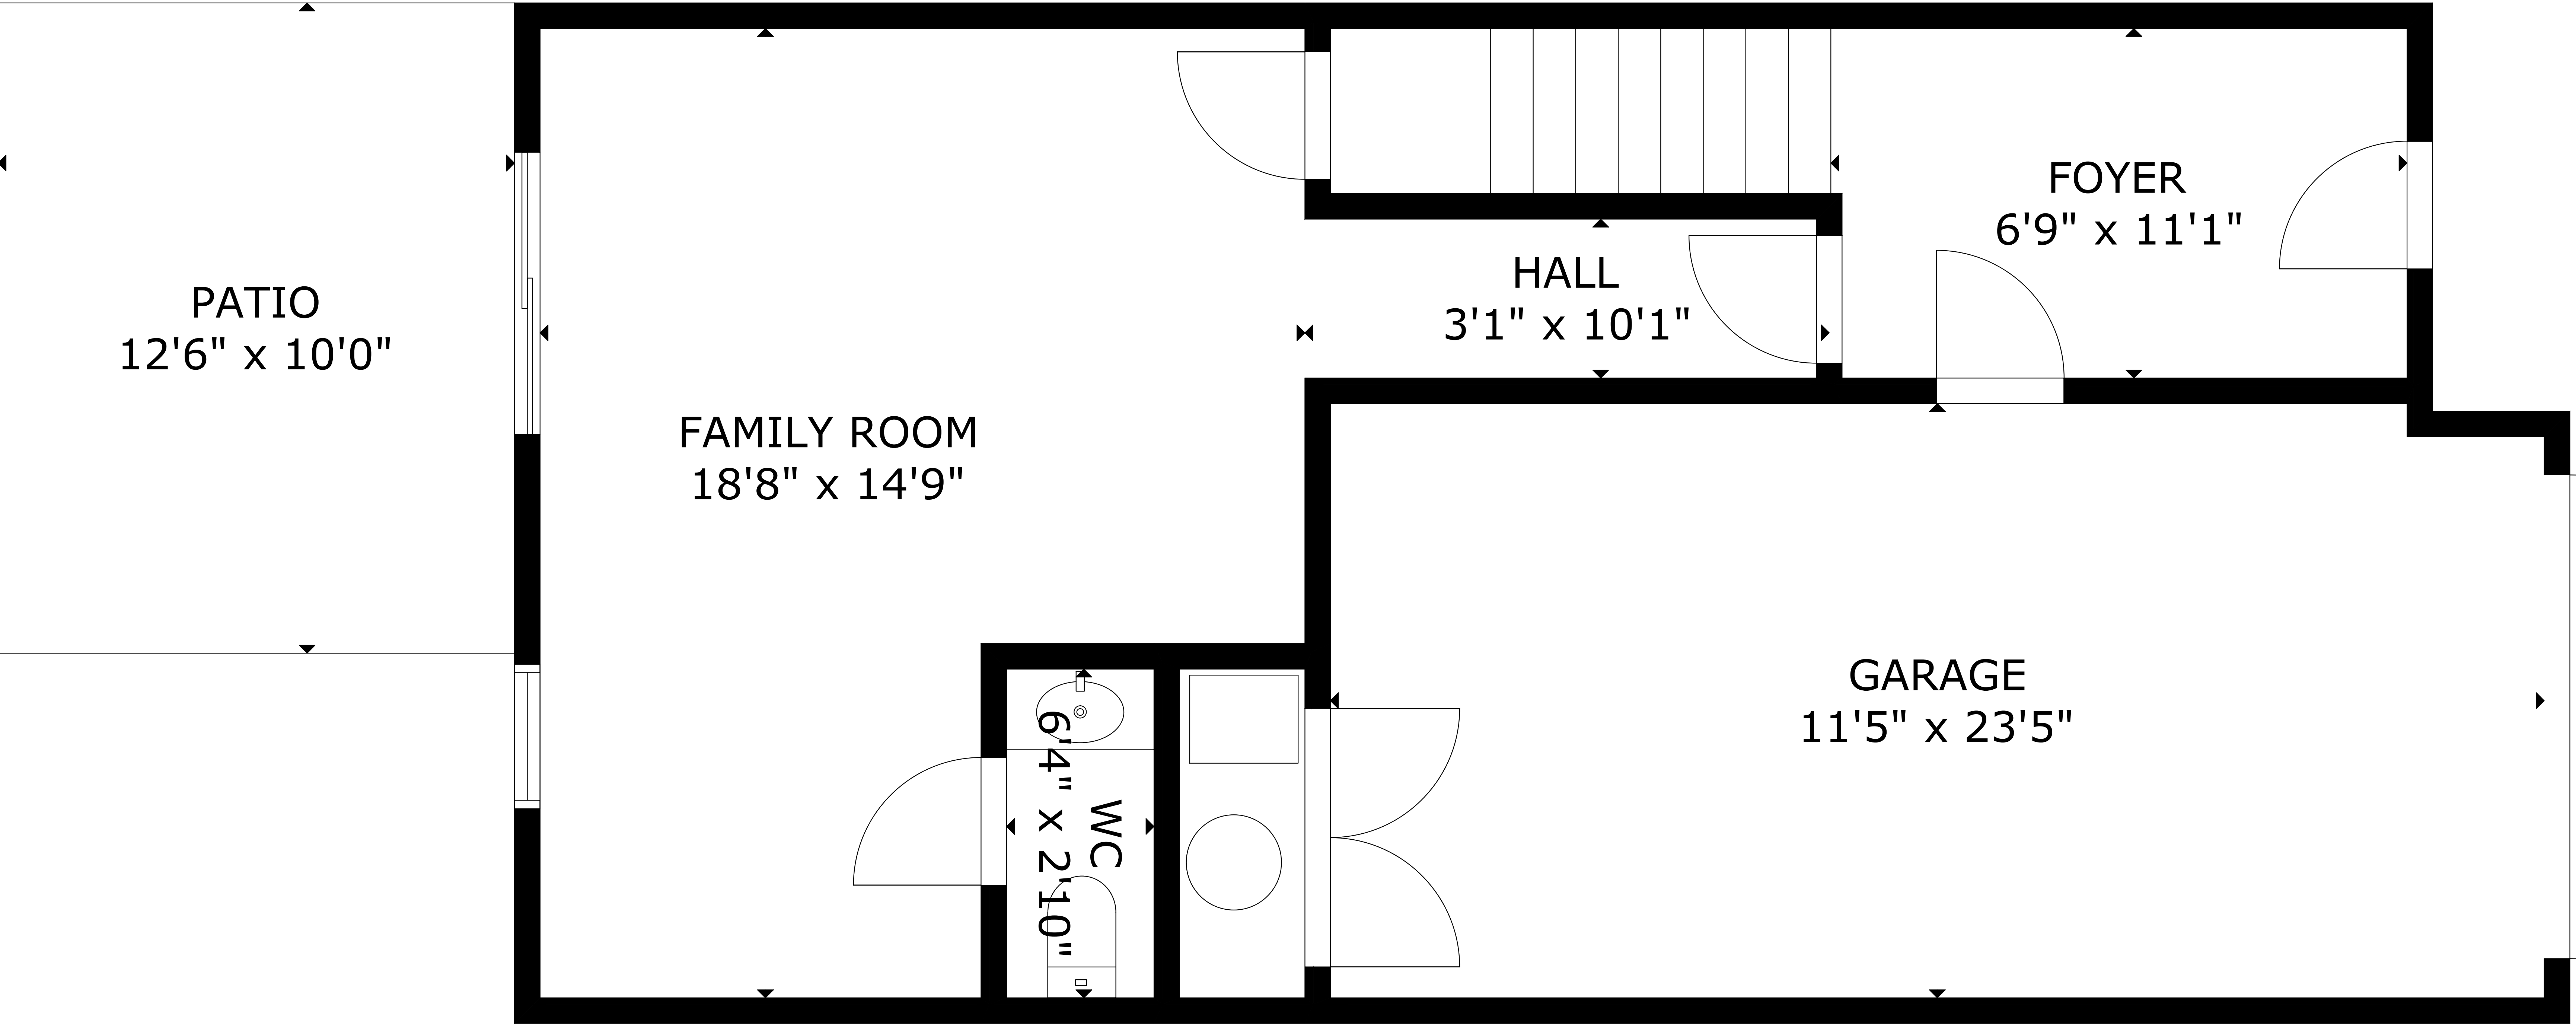 PATIO
12'6" x 10'0"
FAMILY ROOM
18'8" x 14'9"
HALL
3'1" x 10'1"
FOYER
6'9" x 11'1"
WC
6'4" x 2'10"
GARAGE
11'5" x 23'5"